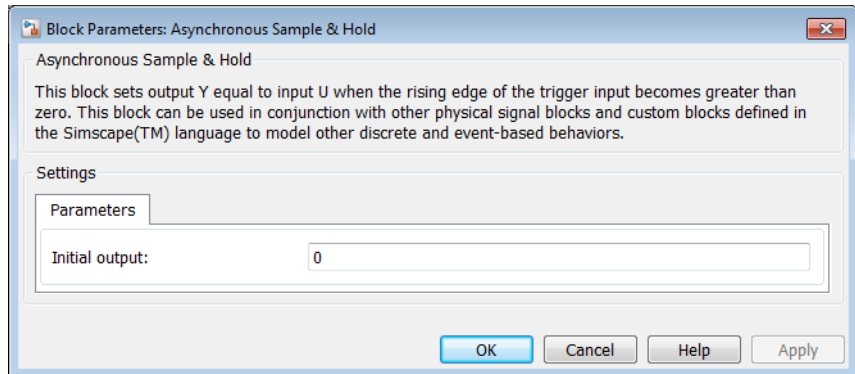 Block Parameters: Asynchronous Sample & Hold
Asynchronous Sample & Hold
This block sets output Y equal to input U when the rising edge of the trigger input becomes greater than
zero. This block can be used in conjunction with other physical signal blocks and custom blocks defined in
the Simscape(TM) language to model other discrete and event-based behaviors.
Settings
Parameters
Initial output: 0
OK Cancel Help Apply